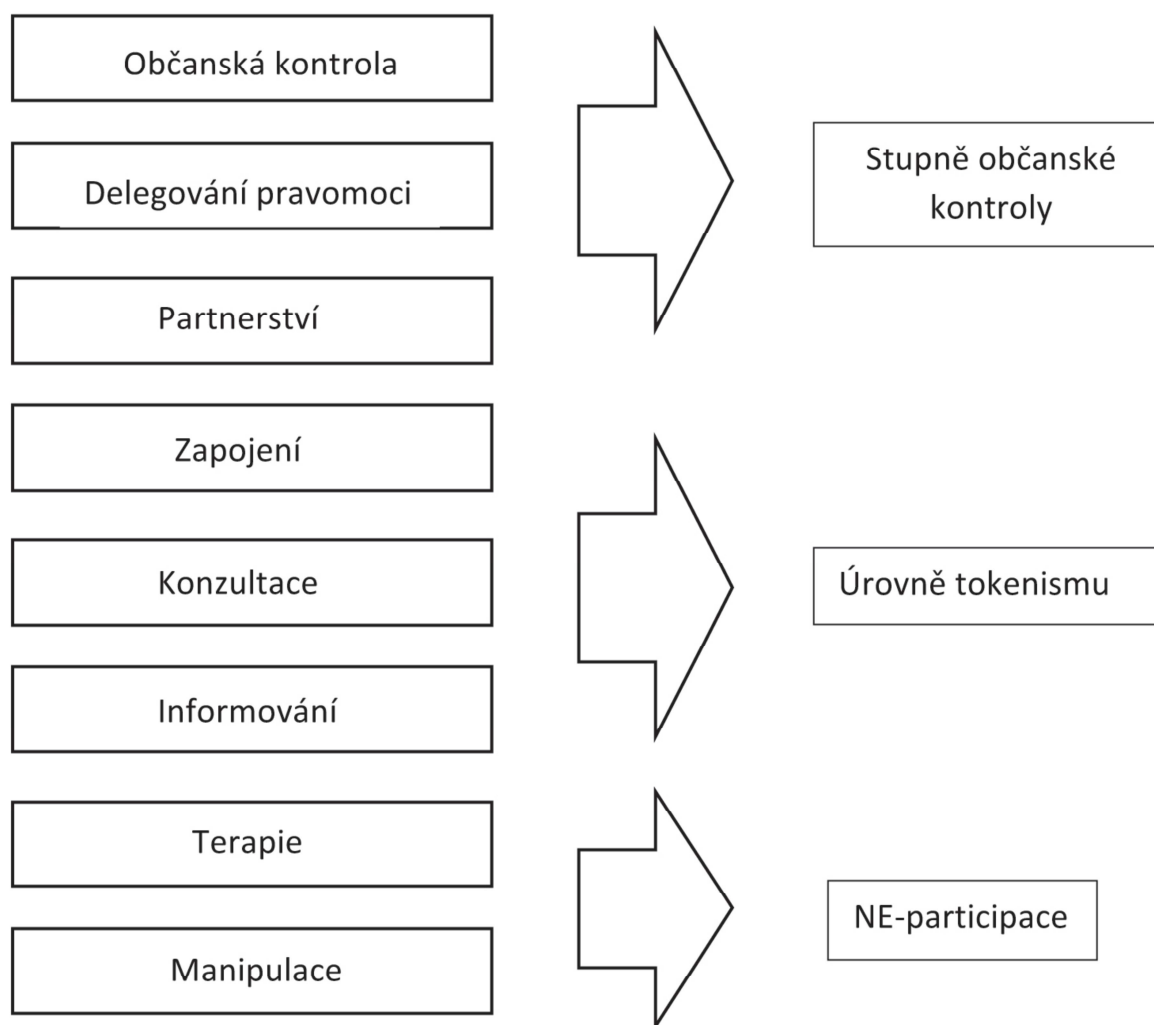 Občanská kontrola
Delegování pravomoci
Partnerství
Zapojení
Konzultace
Informování
Terapie
Manipulace
Stupně občanské
kontroly
Úrovně tokenismu
NE-participace